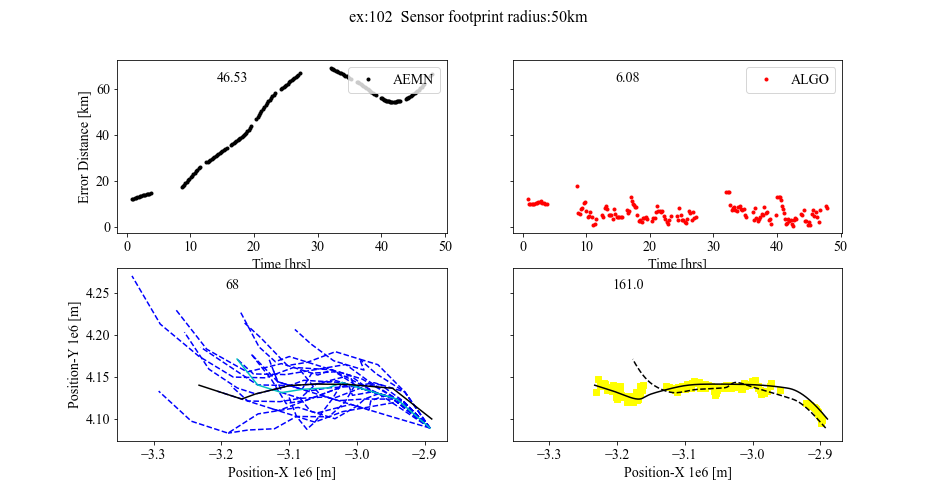 ex:102  Sensor footprint radius:50km
46.53
AEMN
6.08
ALGO
Error Distance [km]
60
40
20
0
0 10 20 30 40 50
0 10 20 30 40 50
Time [hrs]
Time [hrs]
68
161.0
Position-Y 1e6 [m]
4.25
4.20
4.15
4.10
−3.3 −3.2 −3.1 −3.0 −2.9
−3.3 −3.2 −3.1 −3.0 −2.9
Position-X 1e6 [m]
Position-X 1e6 [m]